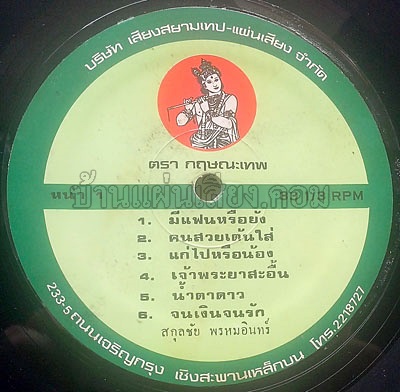 บริษัท เสียงสยามเทป-แผ่นเสียง จำกัด
ตรา กฤษณะเทพ
หน้า
33 1/3 RPM
บ้านแผ่นเสียง.คอม
1. มีแฟนหรือยัง
2. คนสวยเต้นใส่
3. แก่ไปหรือน้อง
4. เจ้าพระยาสะอื้น
5. น้ำตาดาว
6. จนเงินจนรัก
สกุลชัย พรหมอินทร์
233-5 ถนนเจริญกรุง เชิงสะพานเหล็กบน โทร. 2218727